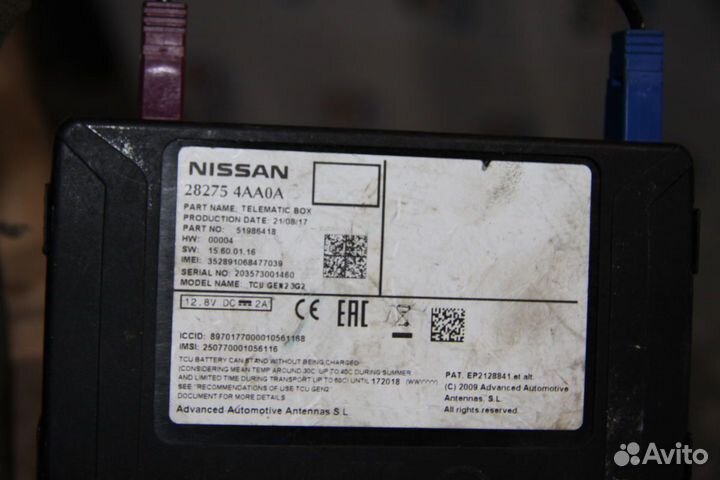 NISSAN
28275 4AA0A
PART NAME: TELEMATIC BOX
PRODUCTION DATE: 21/08/17
PART NO: 51986418
HW: 00004
SW: 15.60.01.16
IMEI: 352891068477039
SERIAL NO: 203573001460
MODEL NAME: TCU GEN2 3G2
12.8V DC 2A
CE EAC
ICCID: 8970177000010561168
IMSI: 250770001056116
TCU BATTERY CAN STAND WITHOUT BEING CHARGED
(CONSIDERING MEAN TEMP AROUND 30C UP TO 40C DURING SUMMER
AND LIMITED TIME DURING TRANSPORT UP TO 60C) UNTIL 172018 (WWYYYY)
SEE "RECOMMENDATIONS OF USE TCU GEN2"
DOCUMENT FOR MORE DETAILS
Advanced Automotive Antennas S.L
PAT. EP2128841.et alt.
(C) 2009 Advanced Automotive
Antennas, S.L.
All rights reserved.
Avito